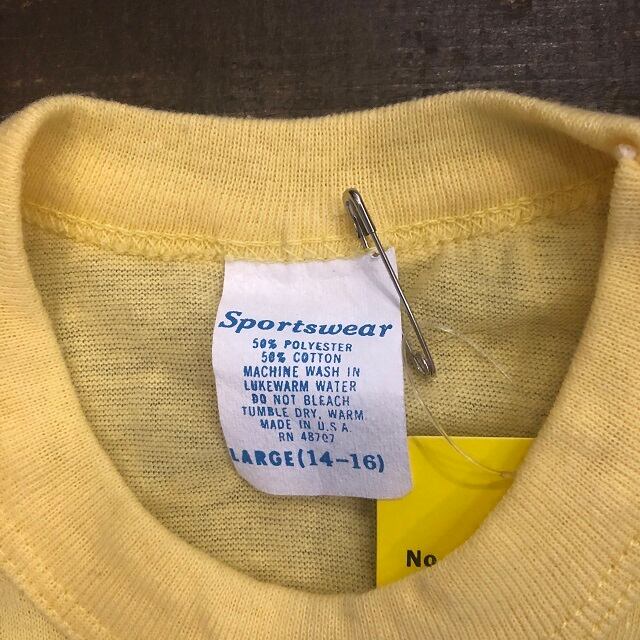 Sportswear
50% POLYESTER
50% COTTON
MACHINE WASH IN
LUKEWARM WATER
DO NOT BLEACH
TUMBLE DRY, WARM
MADE IN U.S.A.
RN 48707
LARGE (14-16)
No